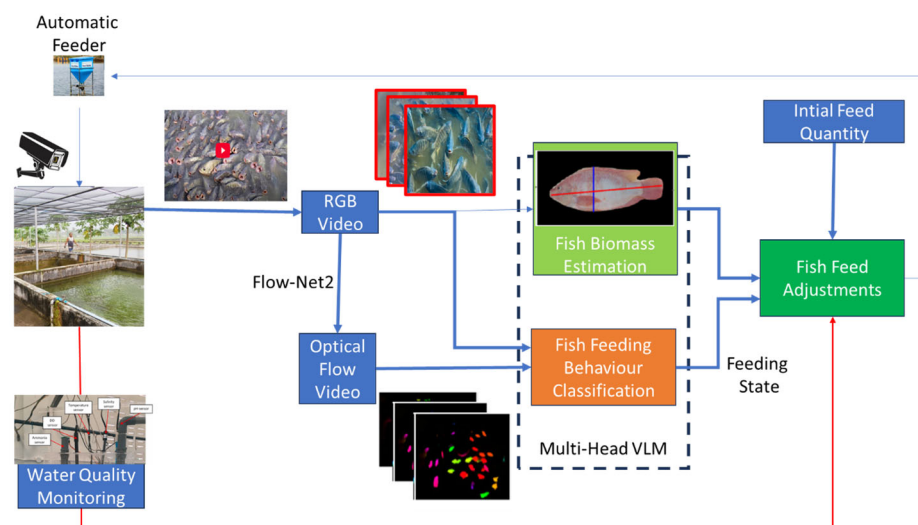 Automatic
Feeder
Intial Feed
Quantity
RGB
Video
Fish Biomass
Estimation
Fish Feed
Adjustments
Flow-Net2
Optical
Flow
Video
Fish Feeding
Behaviour
Classification
Feeding
State
Multi-Head VLM
Water Quality
Monitoring